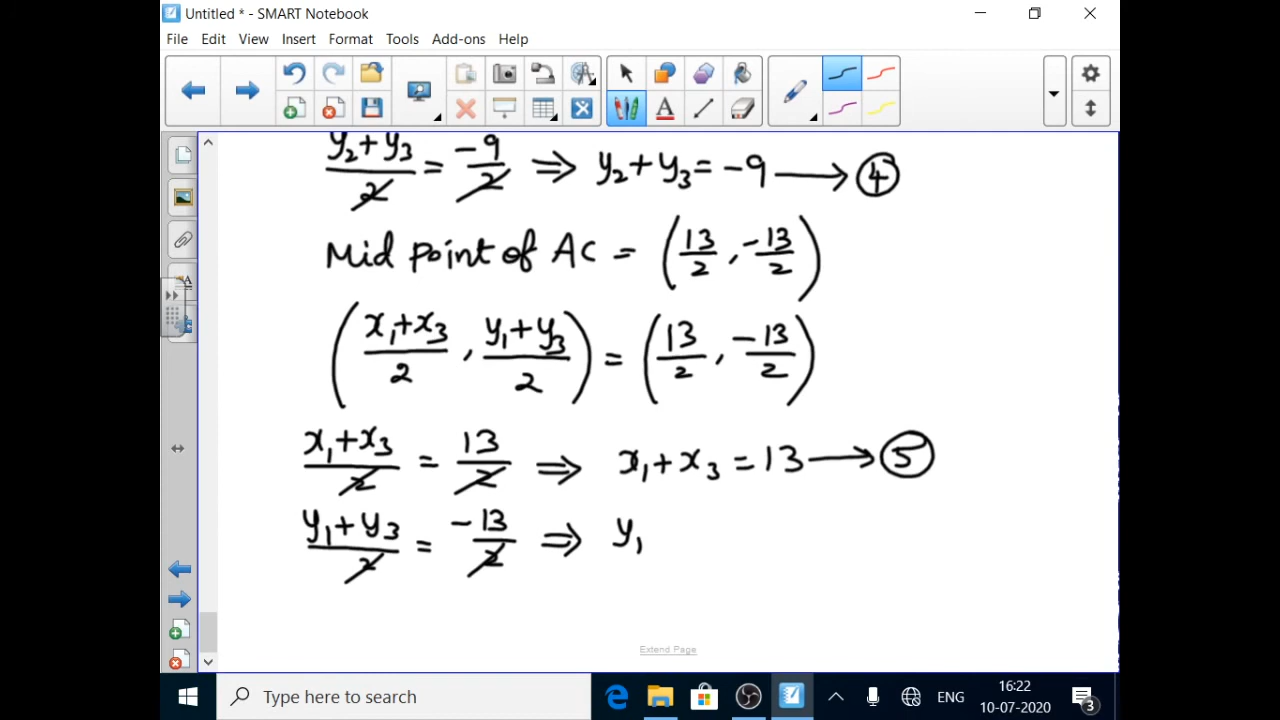 Untitled * - SMART Notebook
File Edit View Insert Format Tools Add-ons Help
(y₂+y₃)/2 = -9/2 ⇒ y₂+y₃ = -9 ⟶ ④
Mid point of AC = (13/2, -13/2)
((x₁+x₃)/2, (y₁+y₃)/2) = (13/2, -13/2)
(x₁+x₃)/2 = 13/2 ⇒ x₁+x₃ = 13 ⟶ ⑤
(y₁+y₃)/2 = -13/2 ⇒ y₁
Extend Page
Type here to search
ENG
16:22
10-07-2020
3